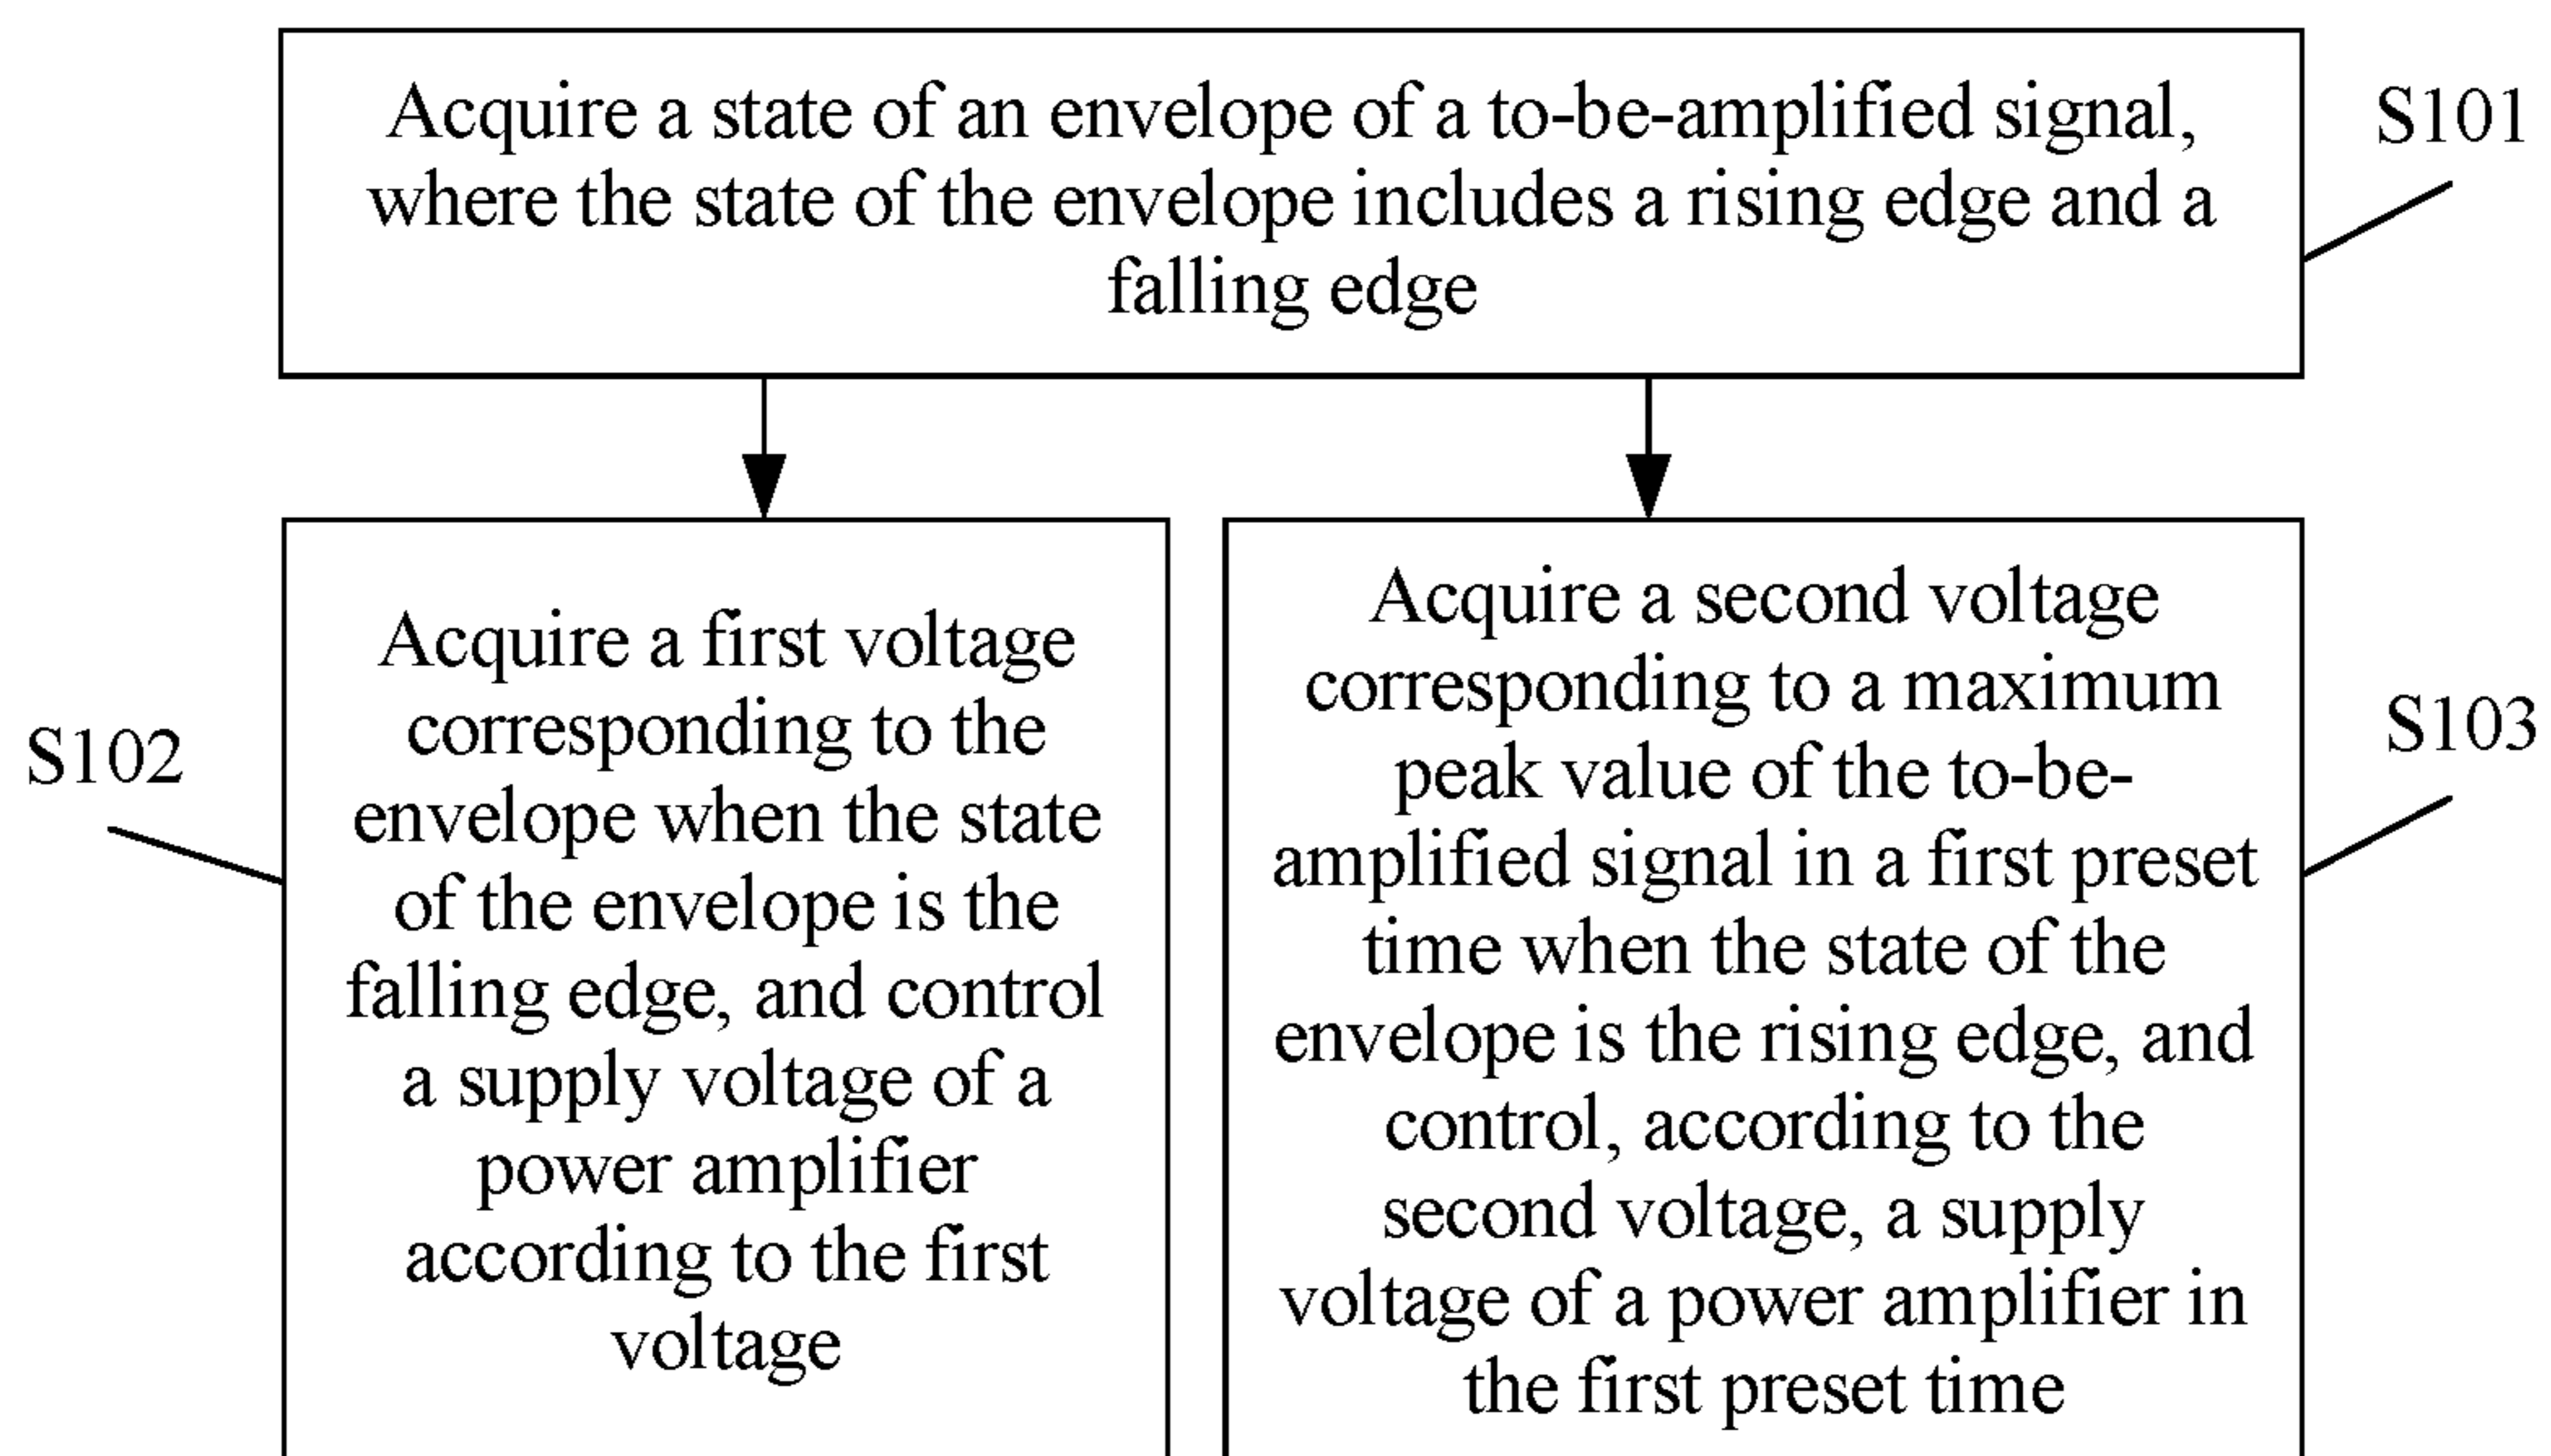 Acquire a state of an envelope of a to-be-amplified signal,
where the state of the envelope includes a rising edge and a
falling edge
S101
Acquire a first voltage
corresponding to the
envelope when the state
of the envelope is the
falling edge, and control
a supply voltage of a
power amplifier
according to the first
voltage
S102
Acquire a second voltage
corresponding to a maximum
peak value of the to-be-
amplified signal in a first preset
time when the state of the
envelope is the rising edge, and
control, according to the
second voltage, a supply
voltage of a power amplifier in
the first preset time
S103